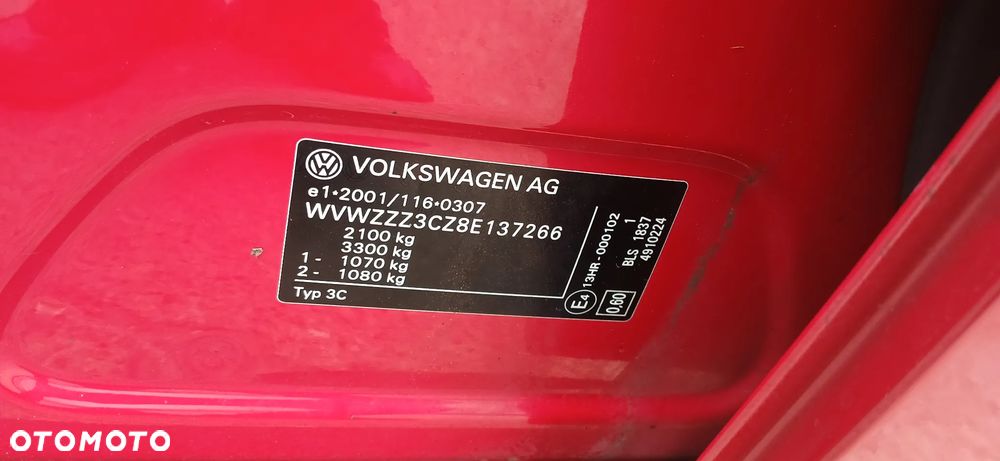 VOLKSWAGEN AG
e1•2001/116•0307
WVWZZZ3CZ8E137266
2100 kg
3300 kg
1 - 1070 kg
2 - 1080 kg
Typ 3C
E4 13HR-000102
BLS 1837 1
0,60 4910224
OTOMOTO